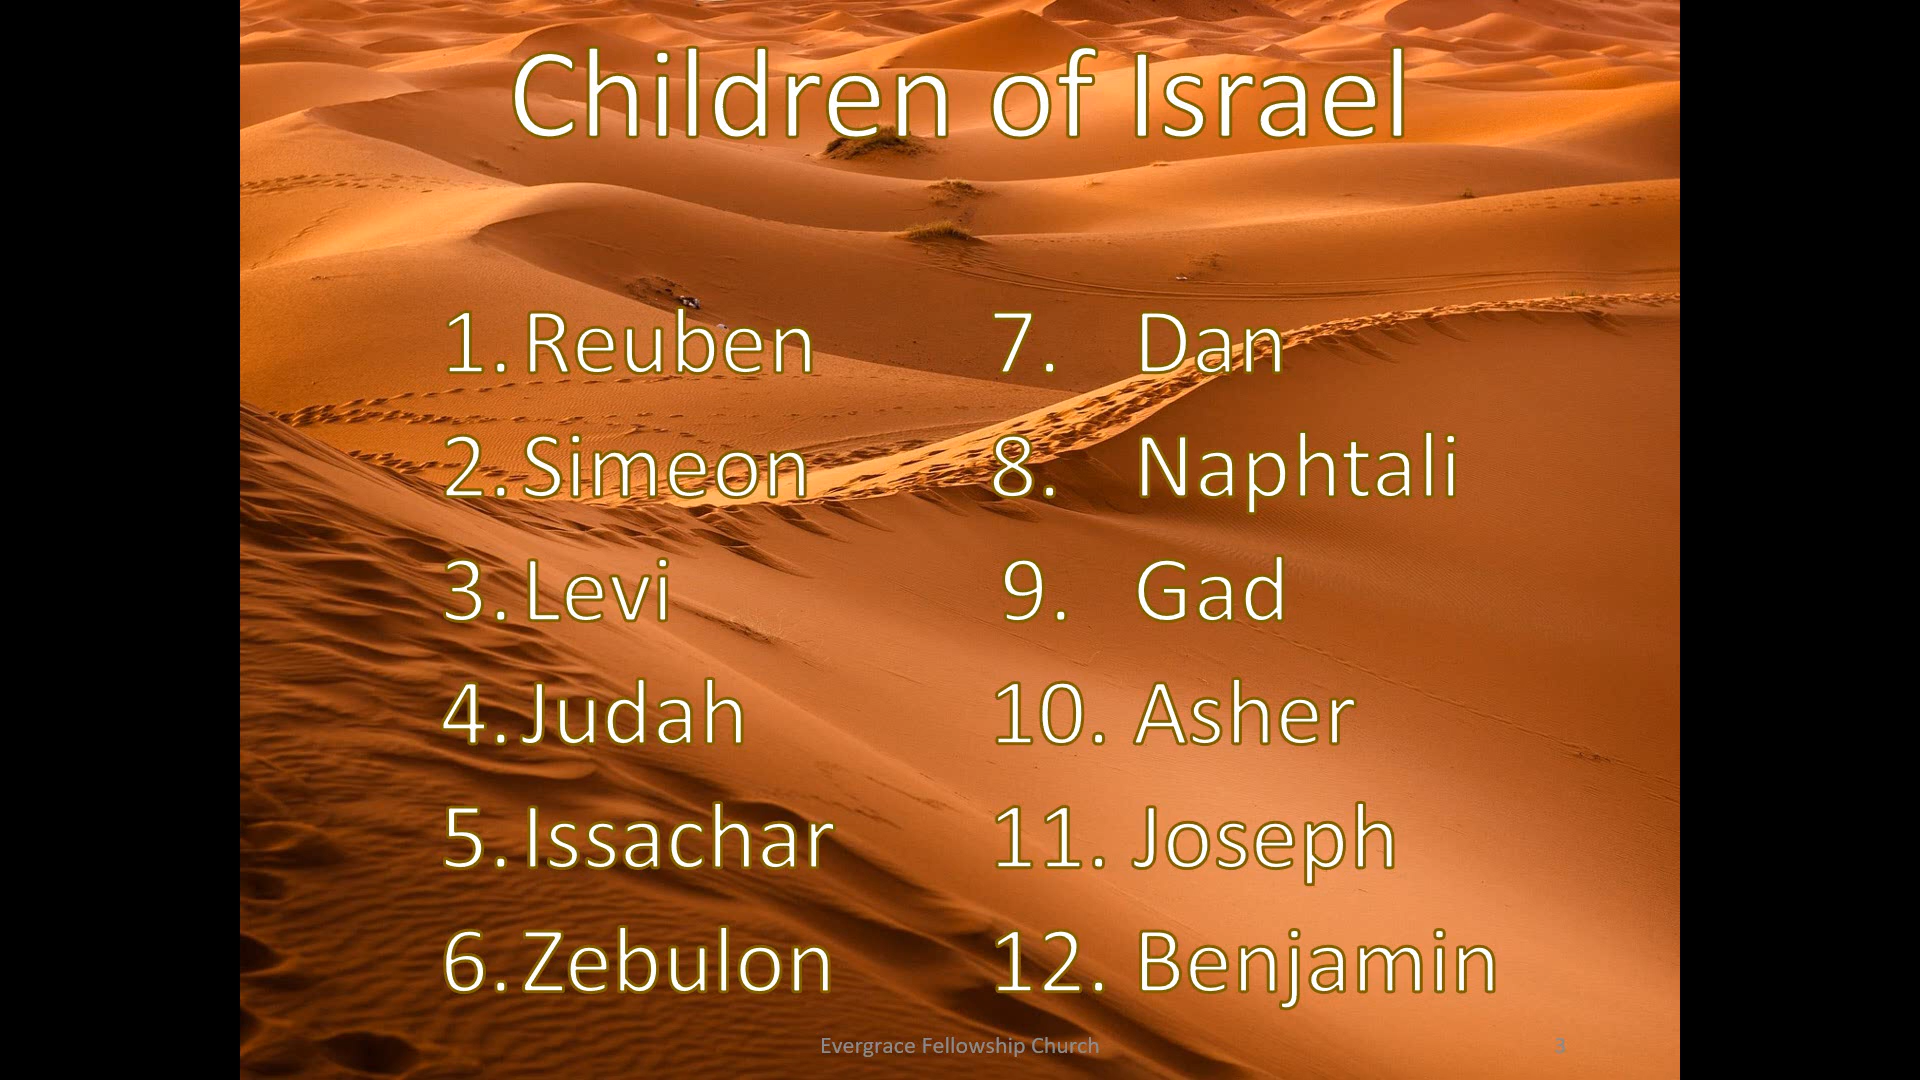 Children of Israel
1. Reuben
2. Simeon
3. Levi
4. Judah
5. Issachar
6. Zebulon
7. Dan
8. Naphtali
9. Gad
10. Asher
11. Joseph
12. Benjamin
Evergrace Fellowship Church
3